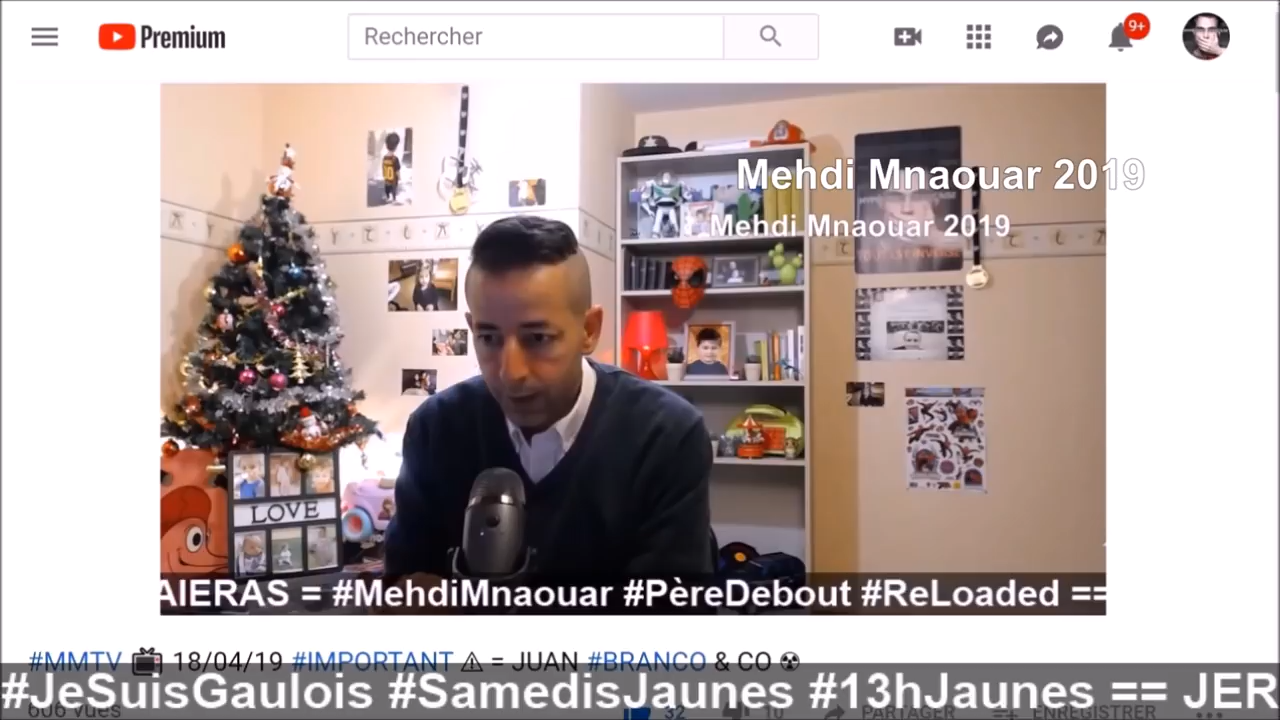 Premium
Rechercher
9+
Mehdi Mnaouar 2019
Mehdi Mnaouar 2019
LOVE
AIERAS = #MehdiMnaouar #PèreDebout #ReLoaded ==
#MMTV 18/04/19 #IMPORTANT = JUAN #BRANCO & CO
#JeSuisGaulois #SamedisJaunes #13hJaunes == JER
606 vues 32 10 PARTAGER ENREGISTRER